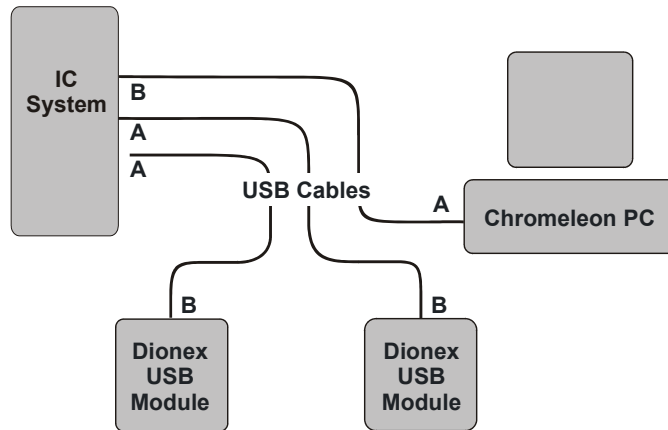 IC
System
B
A
A
USB Cables
A
Chromeleon PC
B
B
Dionex
USB
Module
Dionex
USB
Module